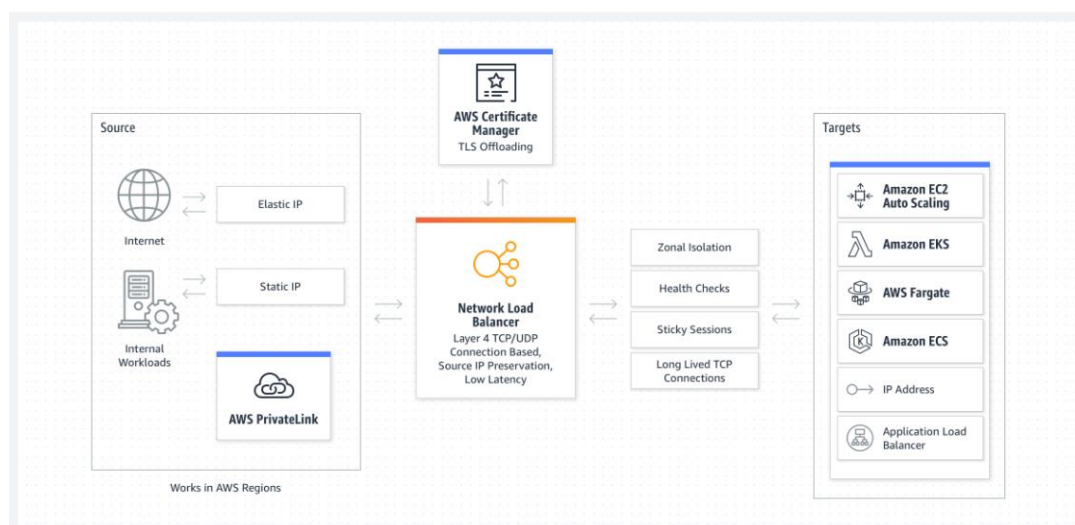 Source
Internet
Elastic IP
Internal
Workloads
Static IP
AWS PrivateLink
Works in AWS Regions
AWS Certificate
Manager
TLS Offloading
Network Load
Balancer
Layer 4 TCP/UDP
Connection Based,
Source IP Preservation,
Low Latency
Zonal Isolation
Health Checks
Sticky Sessions
Long Lived TCP
Connections
Targets
Amazon EC2
Auto Scaling
Amazon EKS
AWS Fargate
Amazon ECS
IP Address
Application Load
Balancer